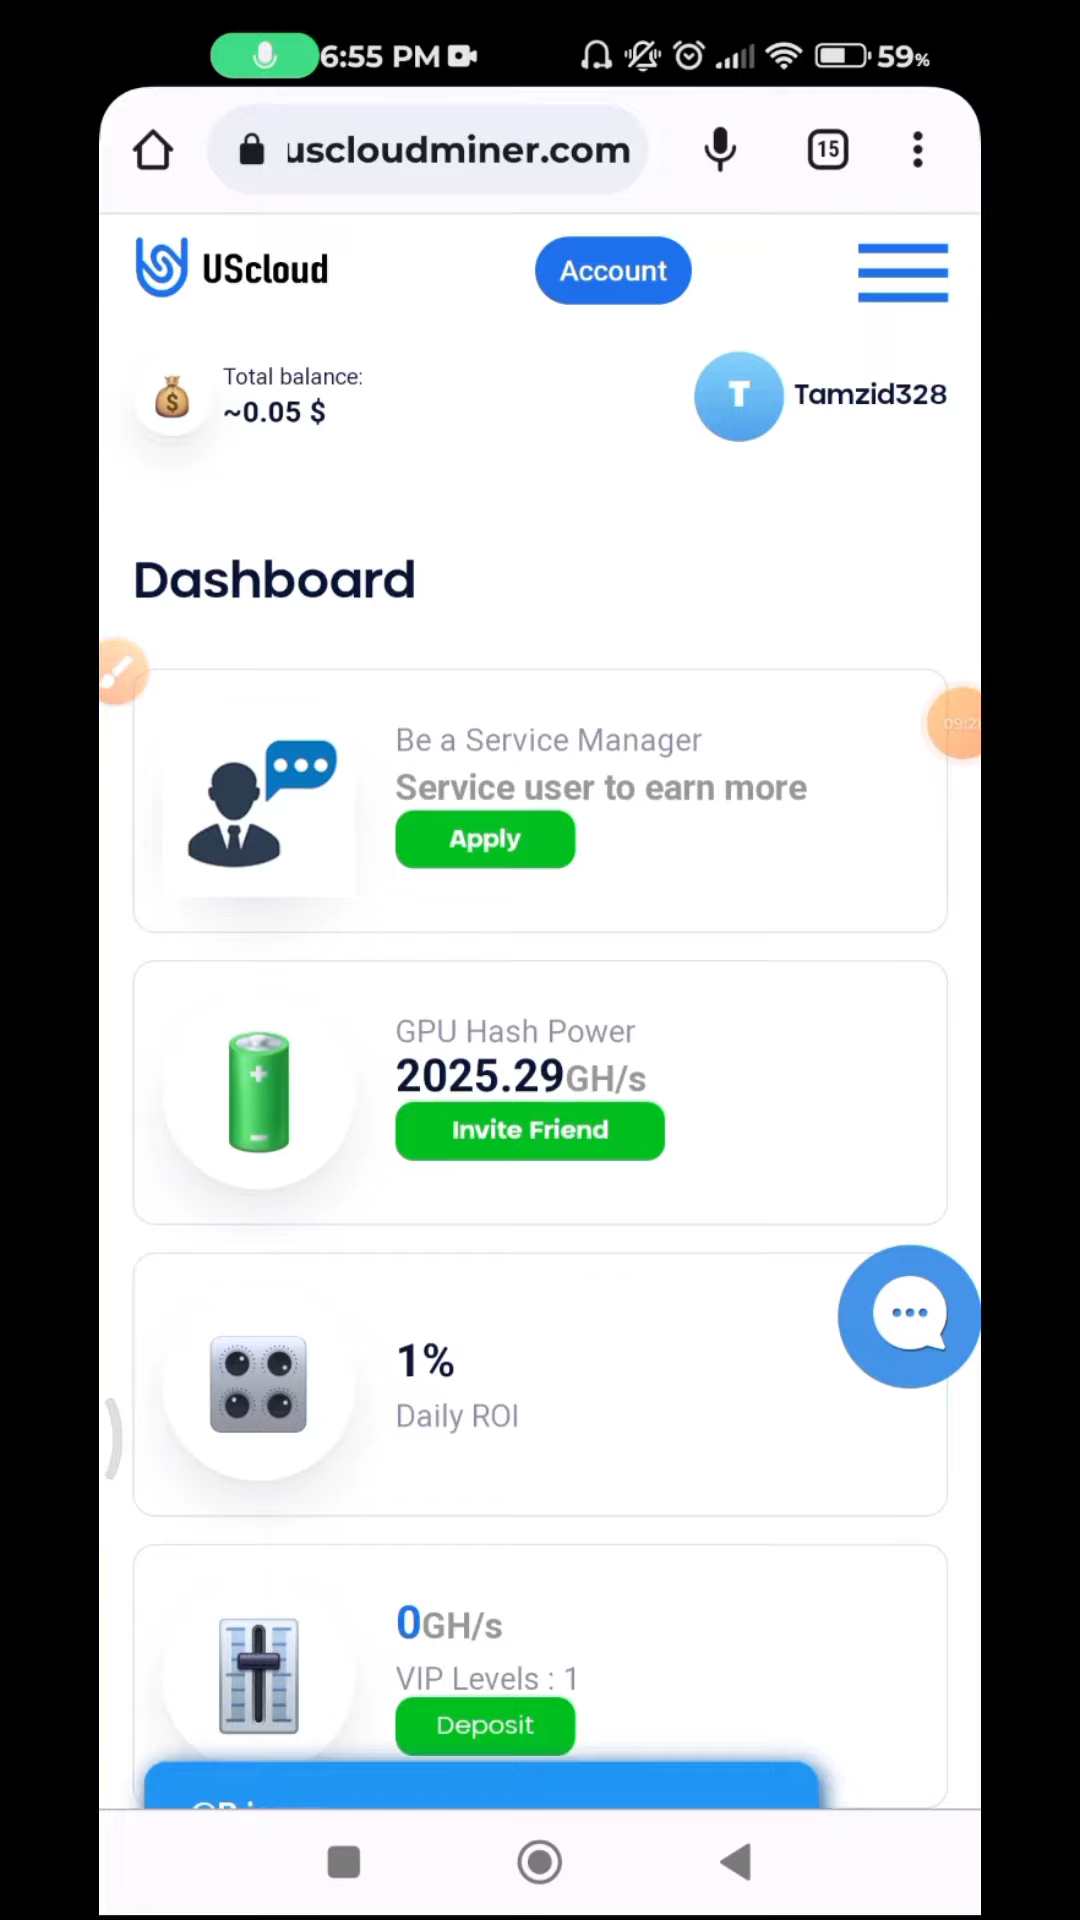 6:55 PM 59%
uscloudminer.com 15
UScloud Account
Total balance:
~0.05 $
T Tamzid328
Dashboard
Be a Service Manager
Service user to earn more
Apply
GPU Hash Power
2025.29GH/s
Invite Friend
1%
Daily ROI
0GH/s
VIP Levels : 1
Deposit